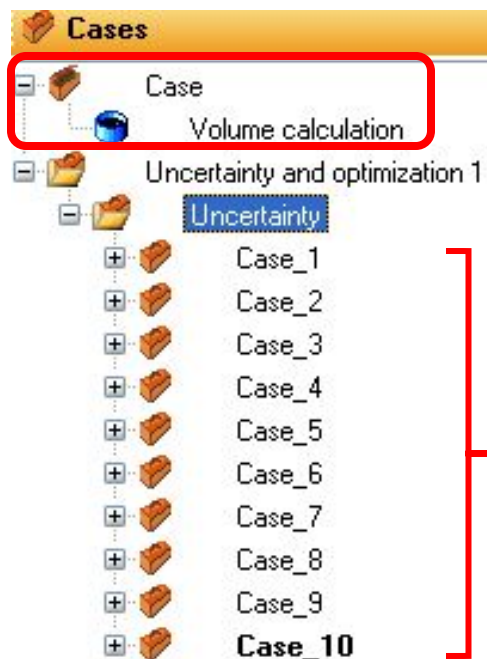 Cases
Case
Volume calculation
Uncertainty and optimization 1
Uncertainty
Case_1
Case_2
Case_3
Case_4
Case_5
Case_6
Case_7
Case_8
Case_9
Case_10